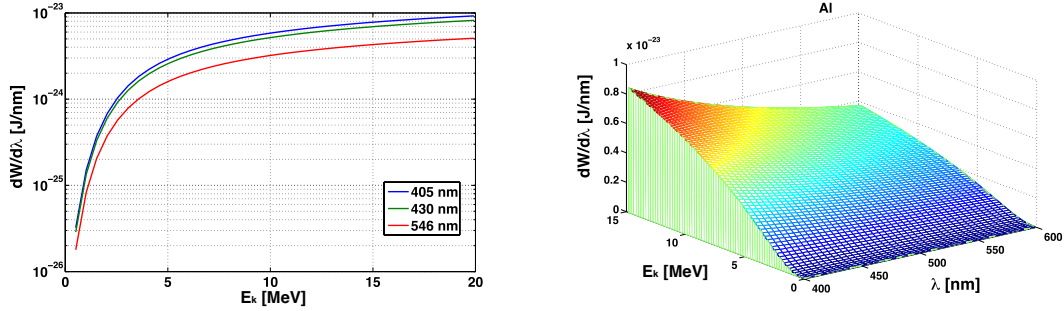 10^-23
10^-24
10^-25
10^-26
dW/dλ [J/nm]
0
5
10
15
20
E_k [MeV]
405 nm
430 nm
546 nm
Al
x 10^-23
1
0.8
0.6
0.4
0.2
0
dW/dλ [J/nm]
15
10
5
0
E_k [MeV]
400
450
500
550
600
λ [nm]